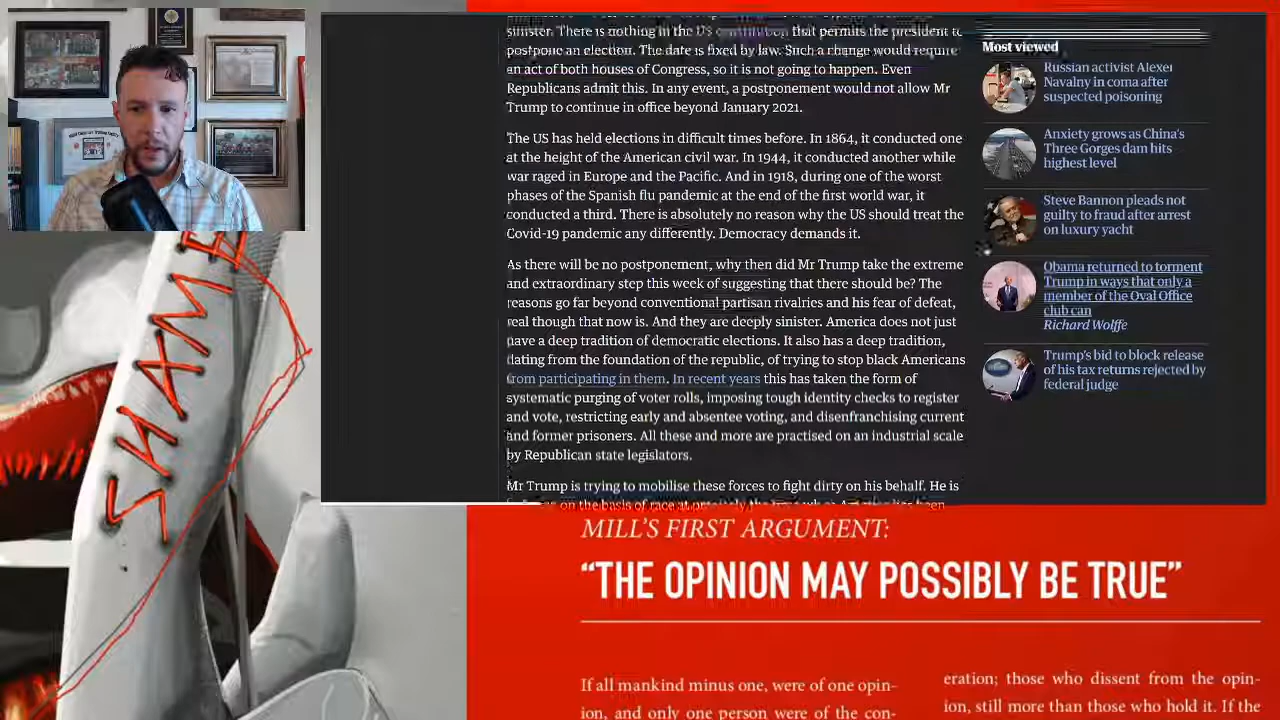 sinister. There is nothing in the US constitution that permits the president to
postpone an election. The date is fixed by law. Such a change would require
an act of both houses of Congress, so it is not going to happen. Even
Republicans admit this. In any event, a postponement would not allow Mr
Trump to continue in office beyond January 2021.
The US has held elections in difficult times before. In 1864, it conducted one
at the height of the American civil war. In 1944, it conducted another while
war raged in Europe and the Pacific. And in 1918, during one of the worst
phases of the Spanish flu pandemic at the end of the first world war, it
conducted a third. There is absolutely no reason why the US should treat the
Covid-19 pandemic any differently. Democracy demands it.
As there will be no postponement, why then did Mr Trump take the extreme
and extraordinary step this week of suggesting that there should be? The
reasons go far beyond conventional partisan rivalries and his fear of defeat,
real though that now is. And they are deeply sinister. America does not just
have a deep tradition of democratic elections. It also has a deep tradition,
dating from the foundation of the republic, of trying to stop black Americans
from participating in them. In recent years this has taken the form of
systematic purging of voter rolls, imposing tough identity checks to register
and vote, restricting early and absentee voting, and disenfranchising current
and former prisoners. All these and more are practised on an industrial scale
by Republican state legislators.
Mr Trump is trying to mobilise these forces to fight dirty on his behalf. He is
on the basis of race at precisely the been
Most viewed
Russian activist Alexei
Navalny in coma after
suspected poisoning
Anxiety grows as China's
Three Gorges dam hits
highest level
Steve Bannon pleads not
guilty to fraud after arrest
on luxury yacht
Obama returned to torment
Trump in ways that only a
member of the Oval Office
club can
Richard Wolffe
Trump's bid to block release
of his tax returns rejected by
federal judge
SHAME
MILL'S FIRST ARGUMENT:
“THE OPINION MAY POSSIBLY BE TRUE”
If all mankind minus one, were of one opin-
ion, and only one person were of the con-
eration; those who dissent from the opin-
ion, still more than those who hold it. If the